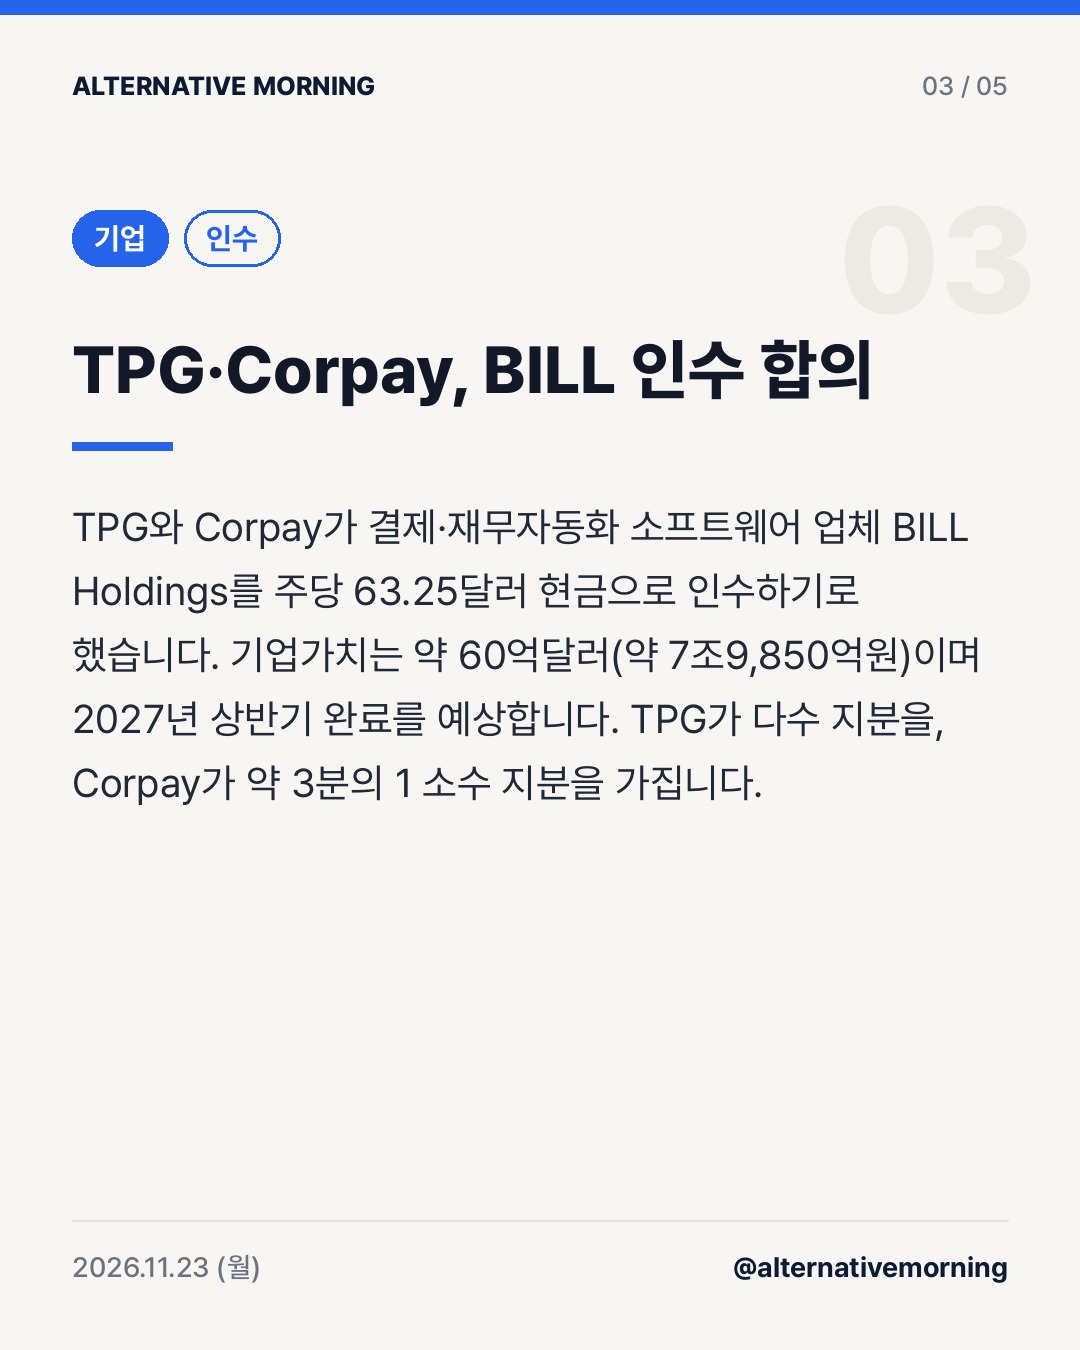 ALTERNATIVE MORNING
03 / 05
기업 인수
03
TPG·Corpay, BILL 인수 합의
TPG와 Corpay가 결제·재무자동화 소프트웨어 업체 BILL
Holdings를 주당 63.25달러 현금으로 인수하기로
했습니다. 기업가치는 약 60억달러(약 7조9,850억원)이며
2027년 상반기 완료를 예상합니다. TPG가 다수 지분을,
Corpay가 약 3분의 1 소수 지분을 가집니다.
2026.11.23 (월)
@alternativemorning